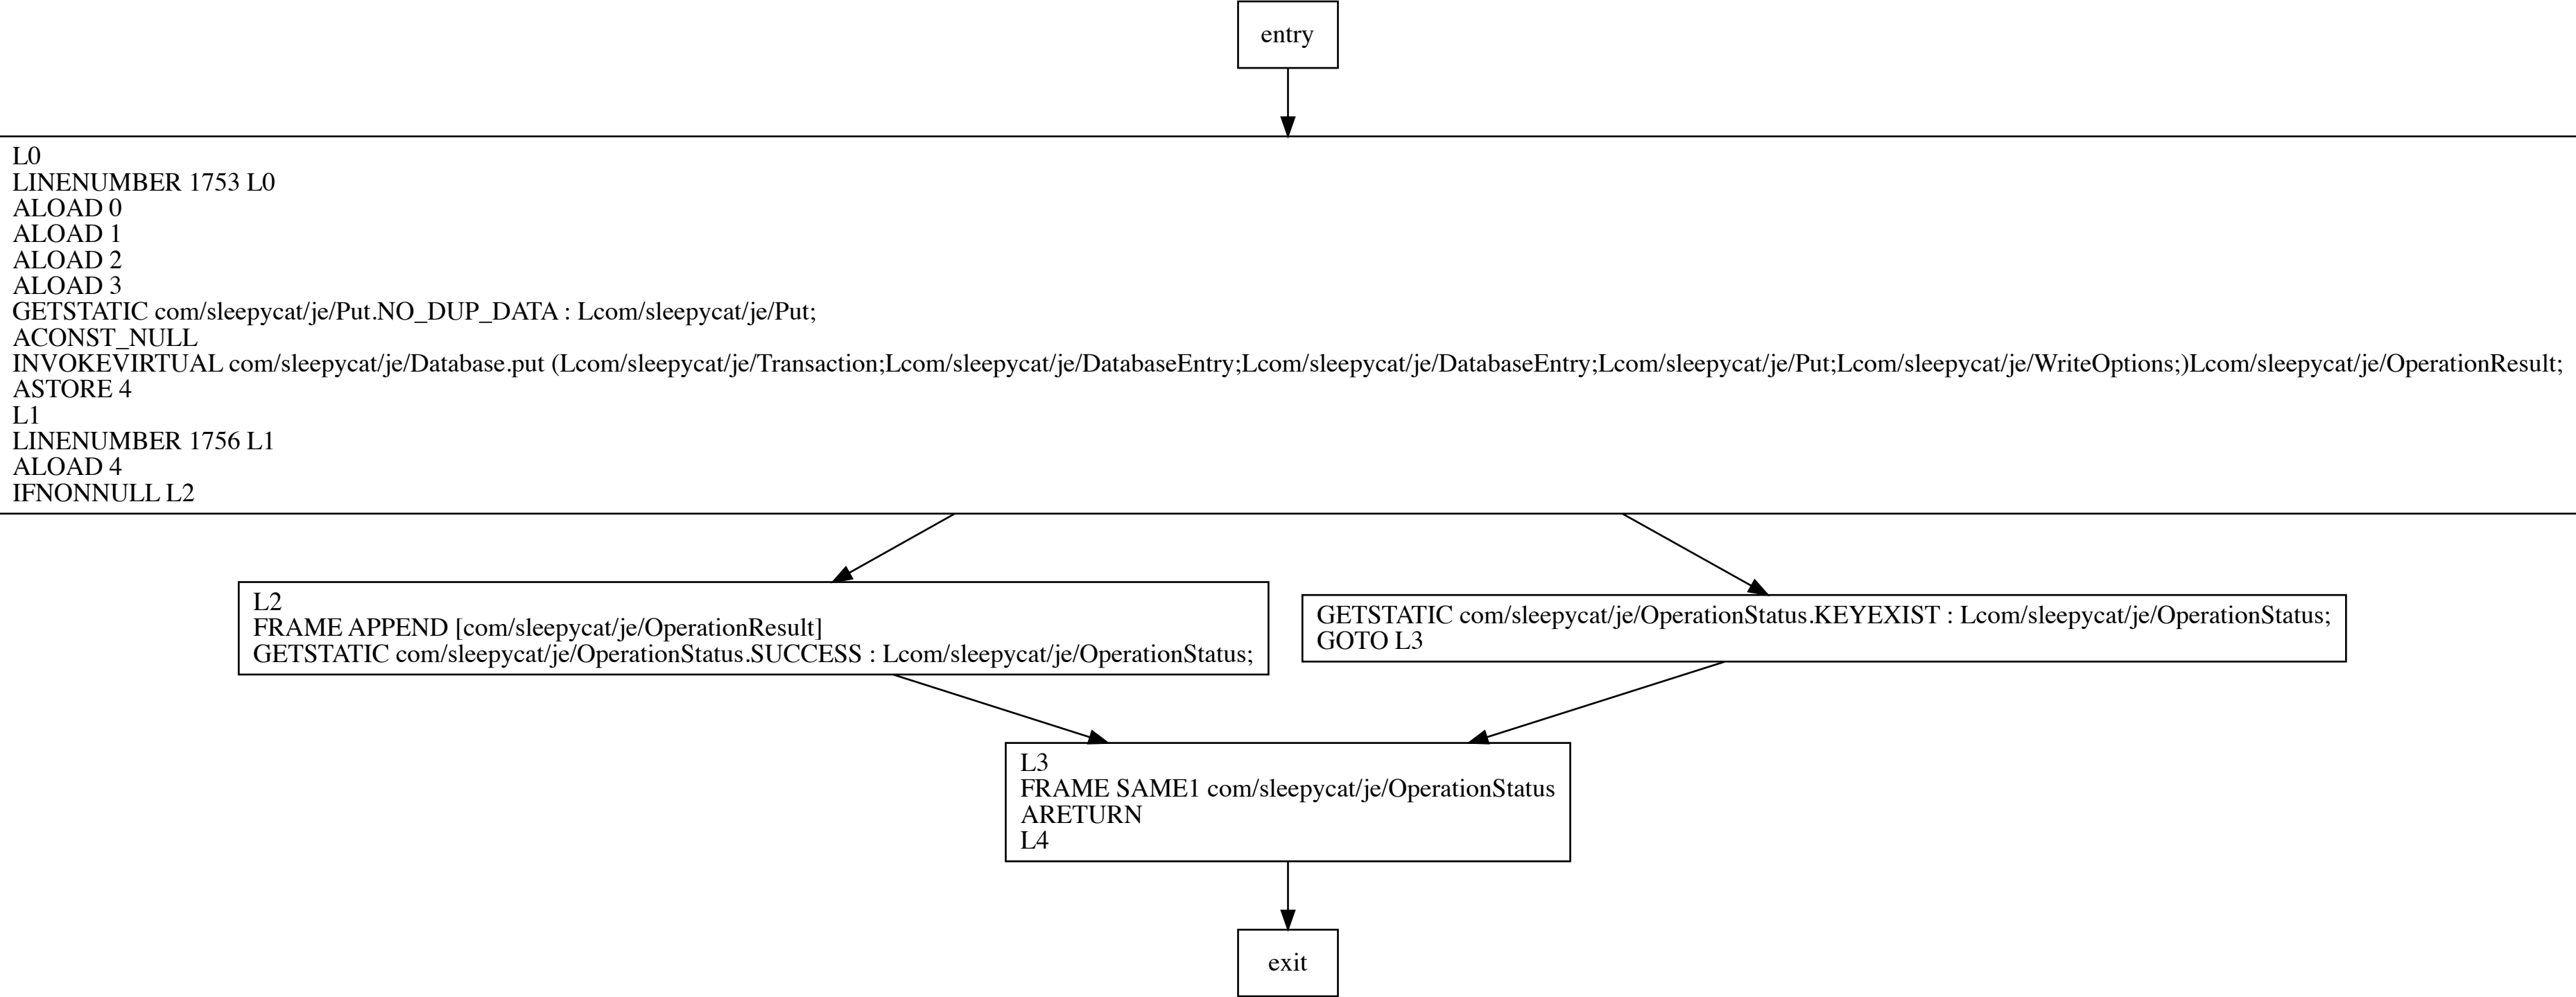 entry
L0
LINENUMBER 1753 L0
ALOAD 0
ALOAD 1
ALOAD 2
ALOAD 3
GETSTATIC com/sleepycat/je/Put.NO_DUP_DATA : Lcom/sleepycat/je/Put;
ACONST_NULL
INVOKEVIRTUAL com/sleepycat/je/Database.put (Lcom/sleepycat/je/Transaction;Lcom/sleepycat/je/DatabaseEntry;Lcom/sleepycat/je/DatabaseEntry;Lcom/sleepycat/je/Put;Lcom/sleepycat/je/WriteOptions;)Lcom/sleepycat/je/OperationResult;
ASTORE 4
L1
LINENUMBER 1756 L1
ALOAD 4
IFNONNULL L2
L2
FRAME APPEND [com/sleepycat/je/OperationResult]
GETSTATIC com/sleepycat/je/OperationStatus.SUCCESS : Lcom/sleepycat/je/OperationStatus;
GETSTATIC com/sleepycat/je/OperationStatus.KEYEXIST : Lcom/sleepycat/je/OperationStatus;
GOTO L3
L3
FRAME SAME1 com/sleepycat/je/OperationStatus
ARETURN
L4
exit